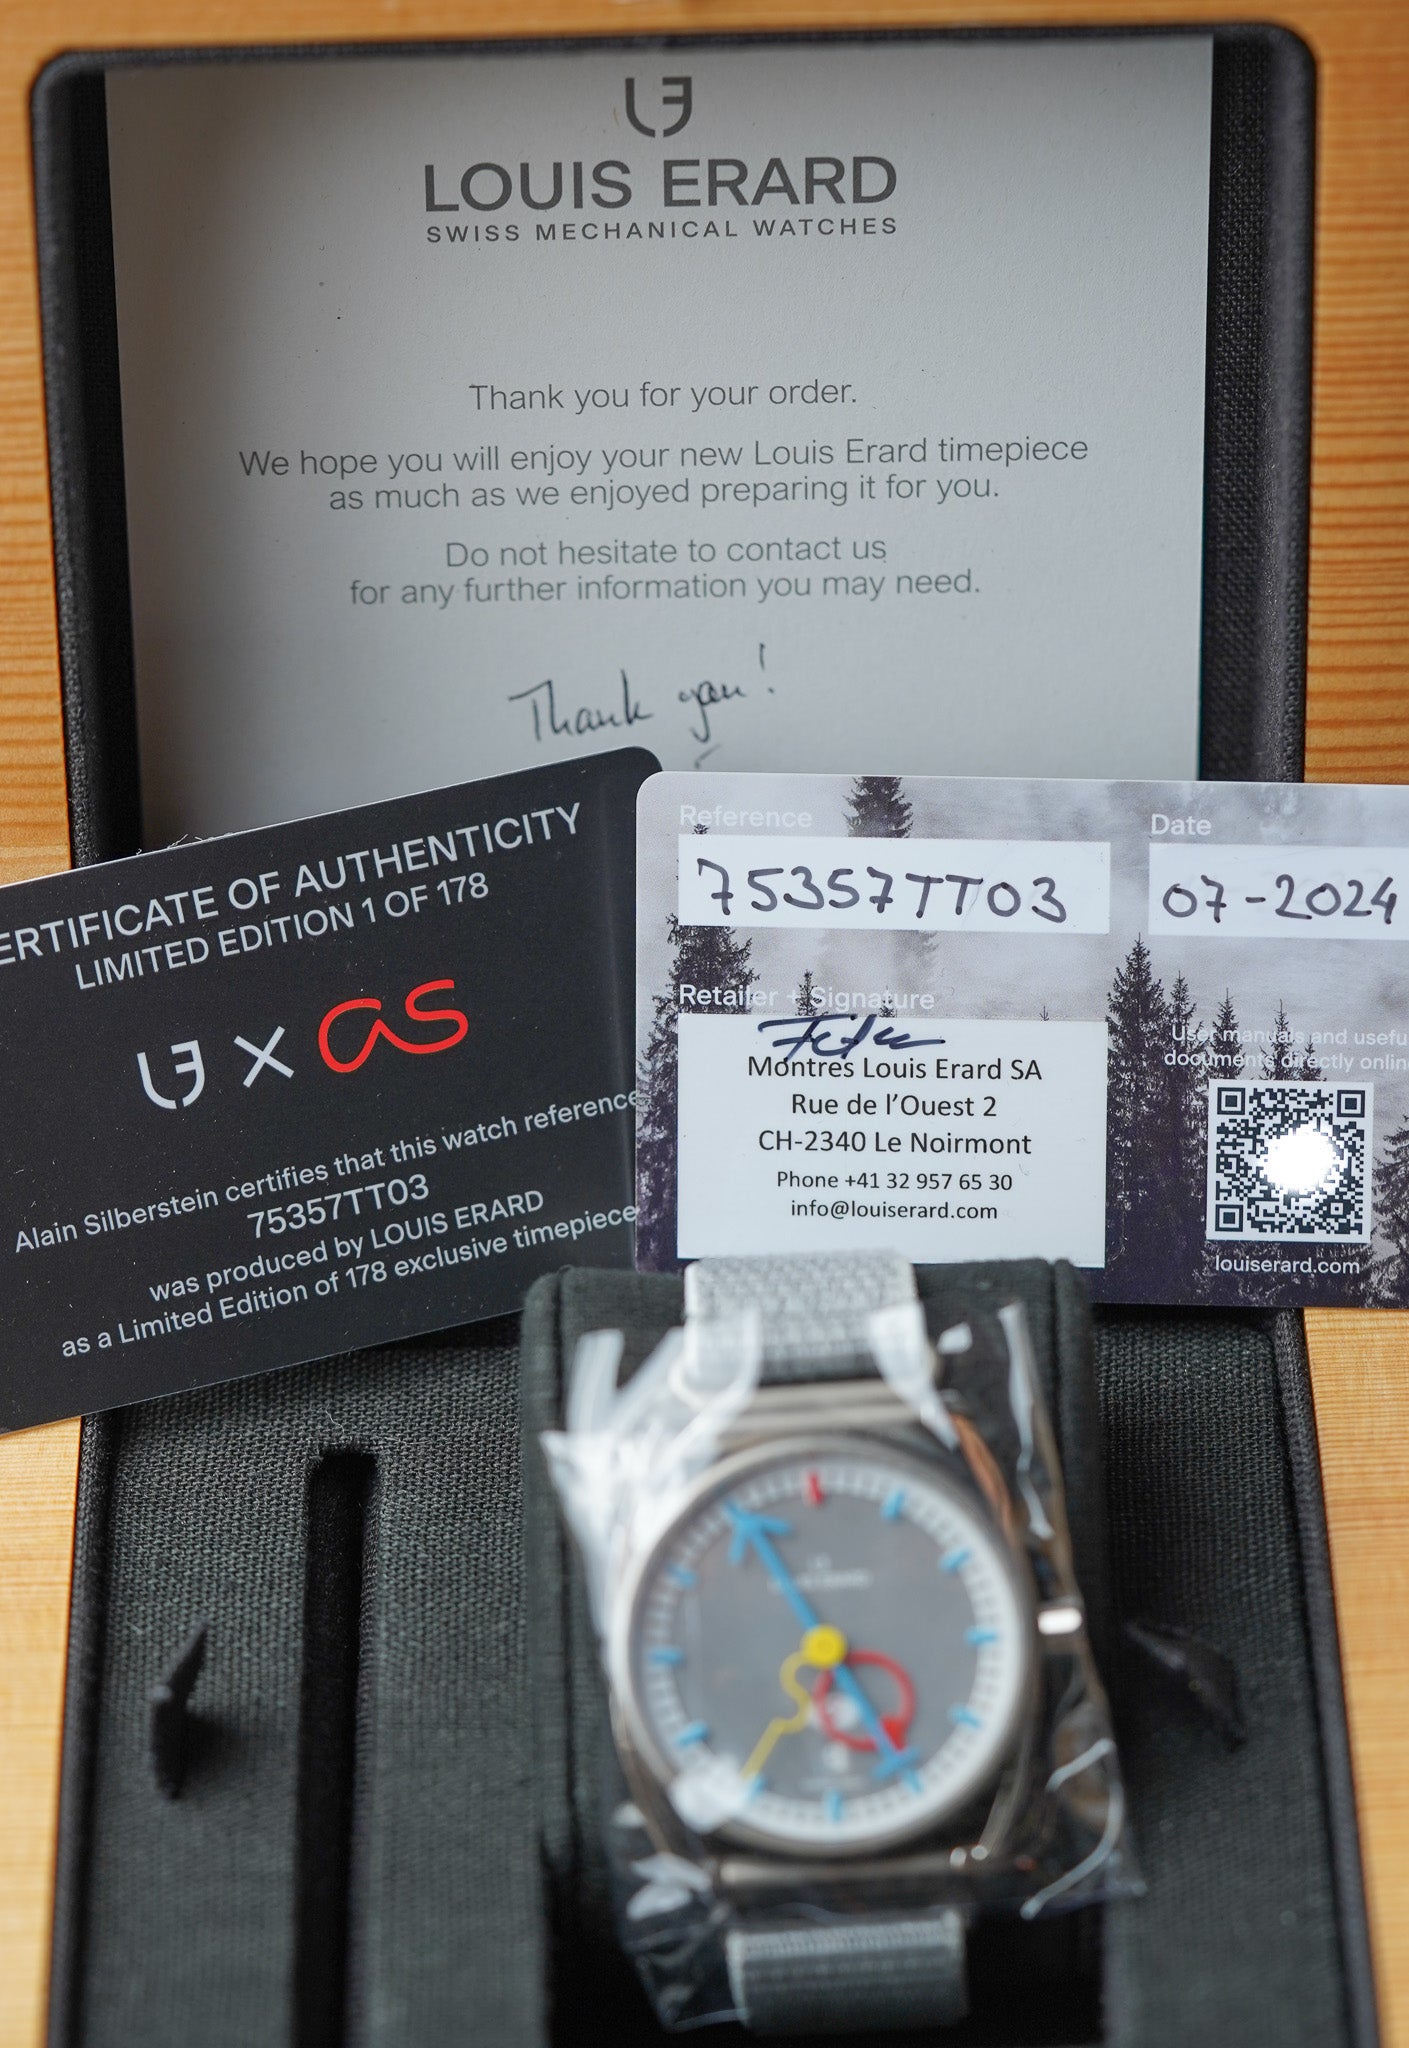 LOUIS ERARD
SWISS MECHANICAL WATCHES
Thank you for your order.
We hope you will enjoy your new Louis Erard timepiece
as much as we enjoyed preparing it for you.
Do not hesitate to contact us
for any further information you may need.
Thank you!
ERTIFICATE OF AUTHENTICITY
LIMITED EDITION 1 OF 178
LE X as
Alain Silberstein certifies that this watch reference
75357TT03
was produced by LOUIS ERARD
as a Limited Edition of 178 exclusive timepiece
Reference
75357TT03
Date
07-2024
Retailer + Signature
Montres Louis Erard SA
Rue de l'Ouest 2
CH-2340 Le Noirmont
Phone +41 32 957 65 30
info@louiserard.com
User manuals and usefu
documents directly onlin
louiserard.com